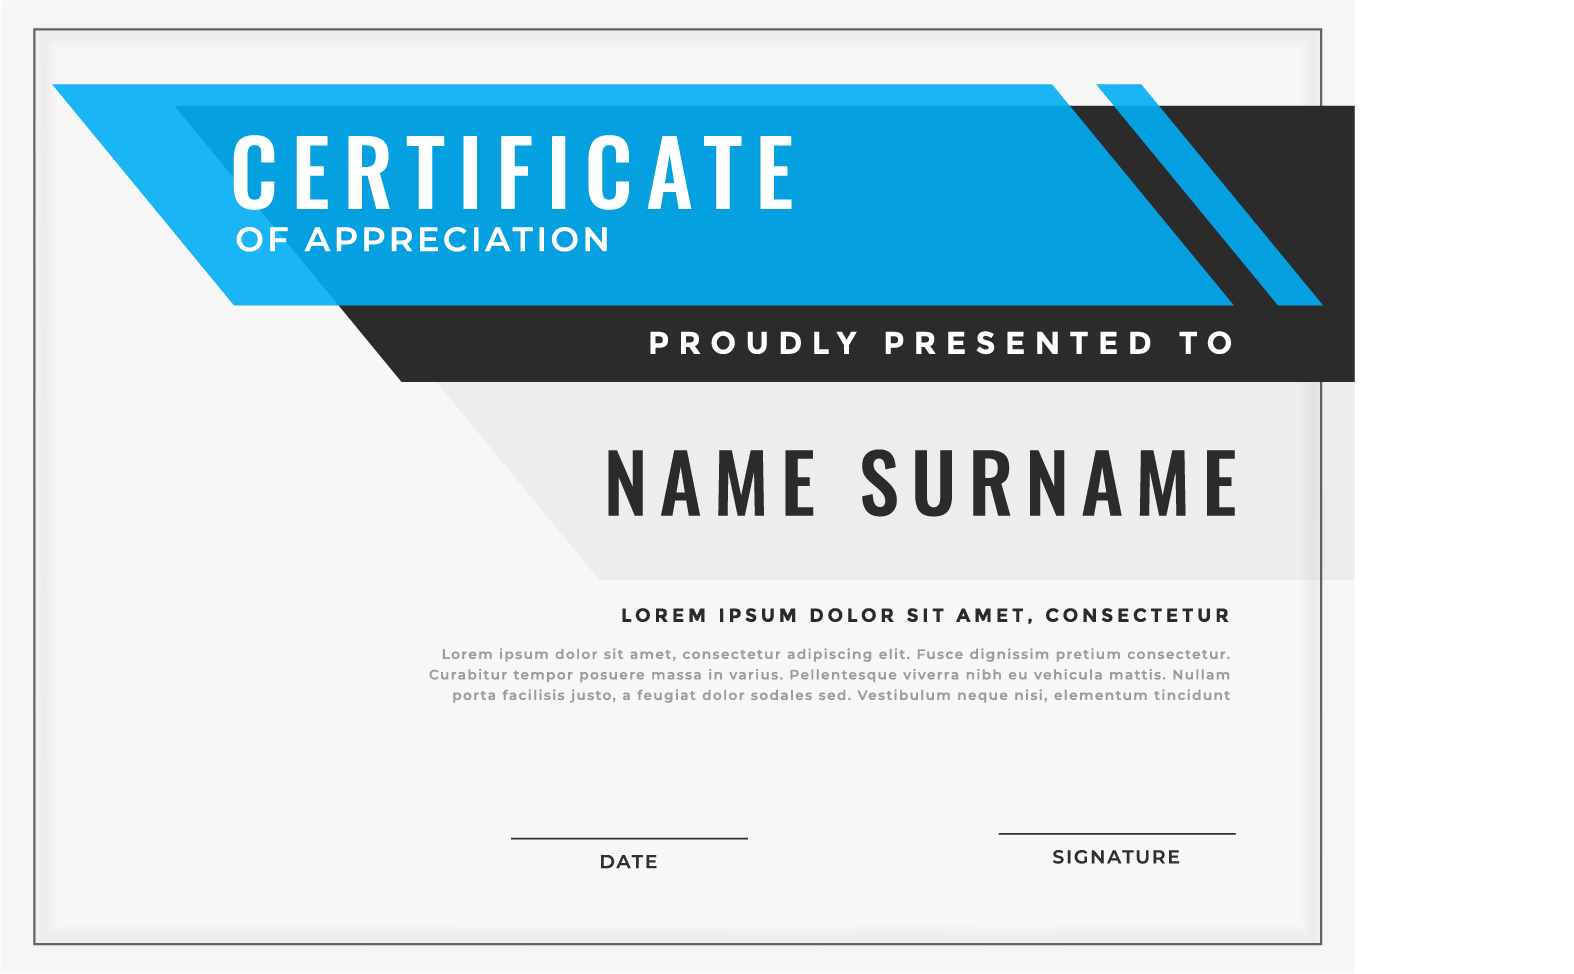 CERTIFICATE
OF APPRECIATION
PROUDLY PRESENTED TO
NAME SURNAME
LOREM IPSUM DOLOR SIT AMET, CONSECTETUR
Lorem ipsum dolor sit amet, consectetur adipiscing elit. Fusce dignissim pretium consectetur.
Curabitur tempor posuere massa in varius. Pellentesque viverra nibh eu vehicula mattis. Nullam
porta facilisis justo, a feugiat dolor sodales sed. Vestibulum neque nisi, elementum tincidunt
DATE
SIGNATURE